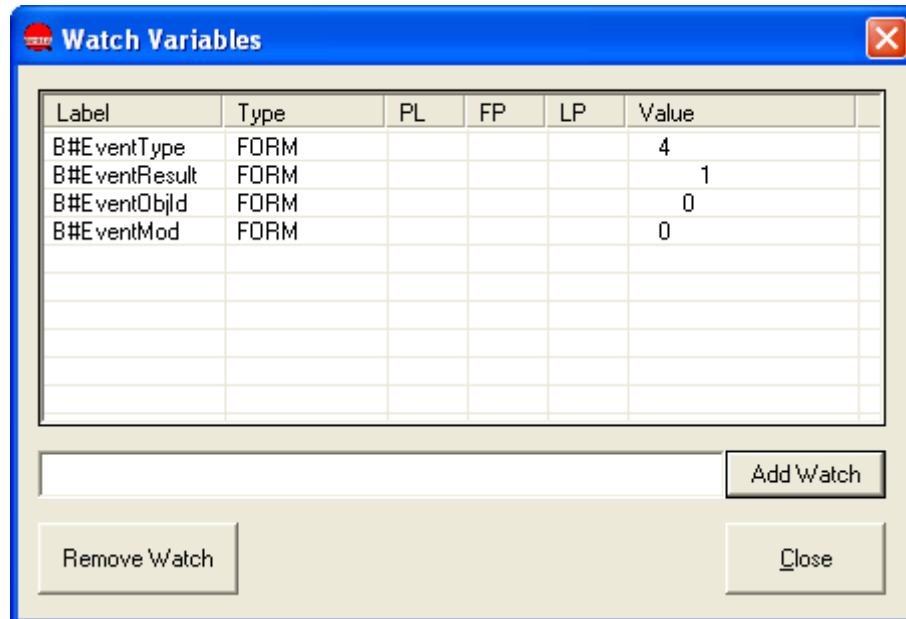 Watch Variables
Label Type PL FP LP Value
B#EventType FORM 4
B#EventResult FORM 1
B#EventObjId FORM 0
B#EventMod FORM 0
Add Watch
Remove Watch Close